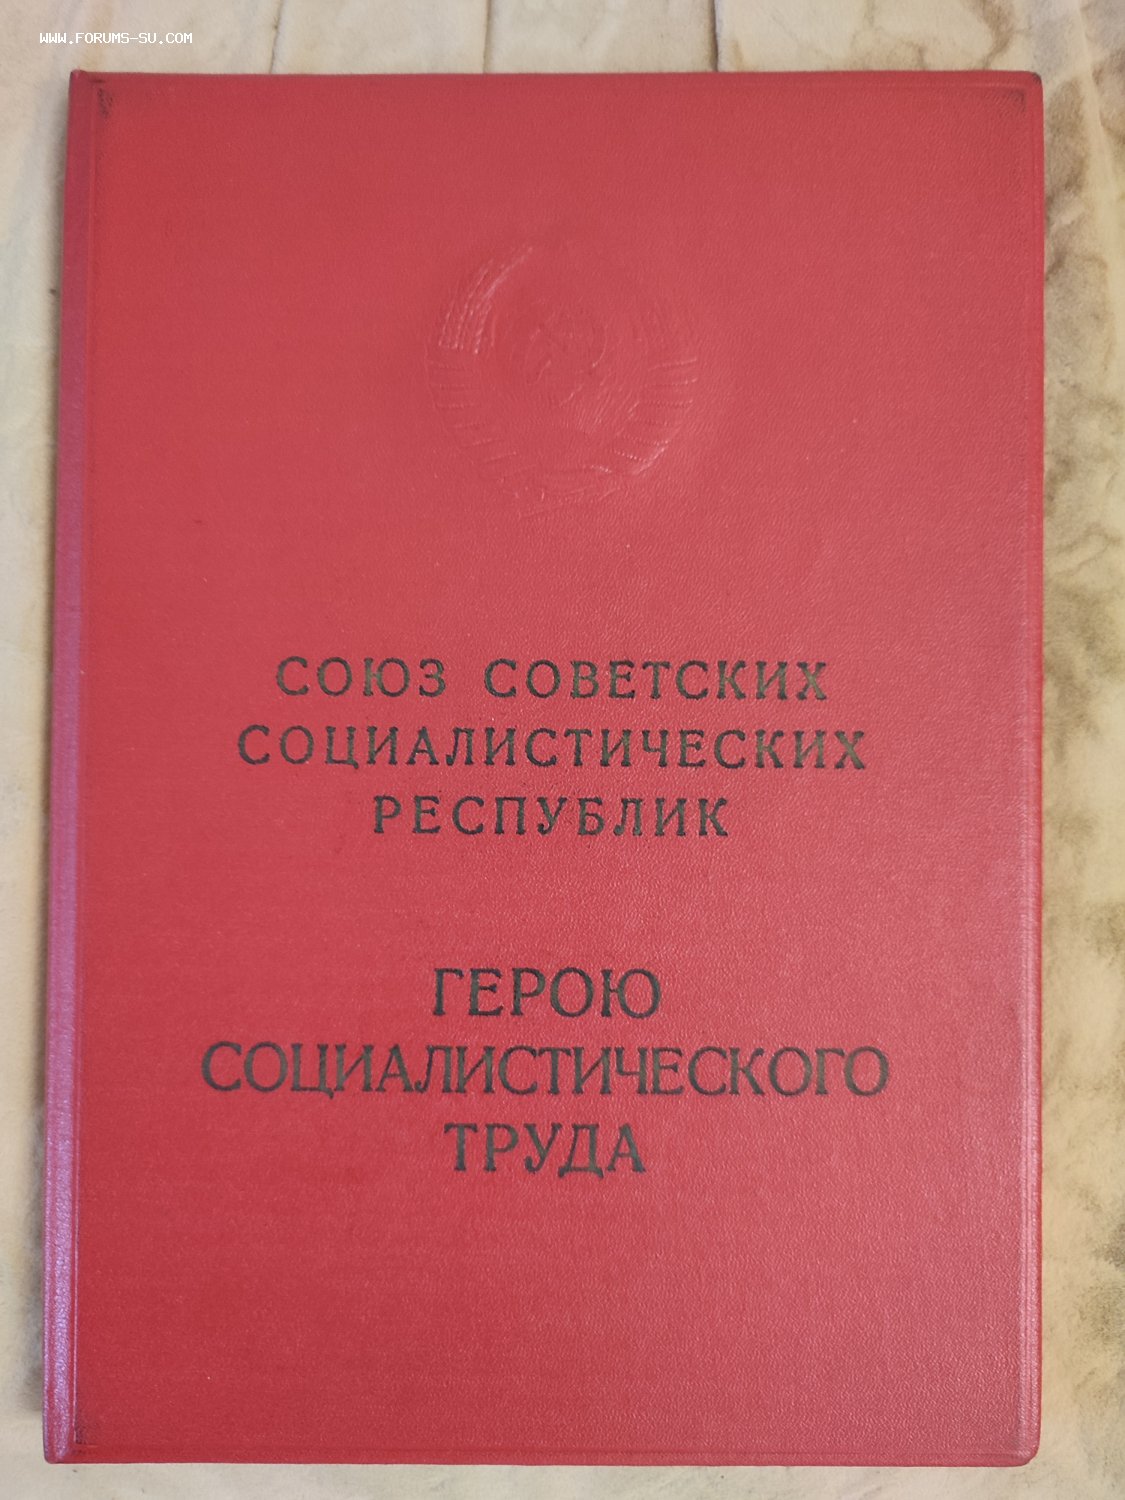 WWW.FORUMS-SU.COM
СОЮЗ СОВЕТСКИХ
СОЦИАЛИСТИЧЕСКИХ
РЕСПУБЛИК
ГЕРОЮ
СОЦИАЛИСТИЧЕСКОГО
ТРУДА